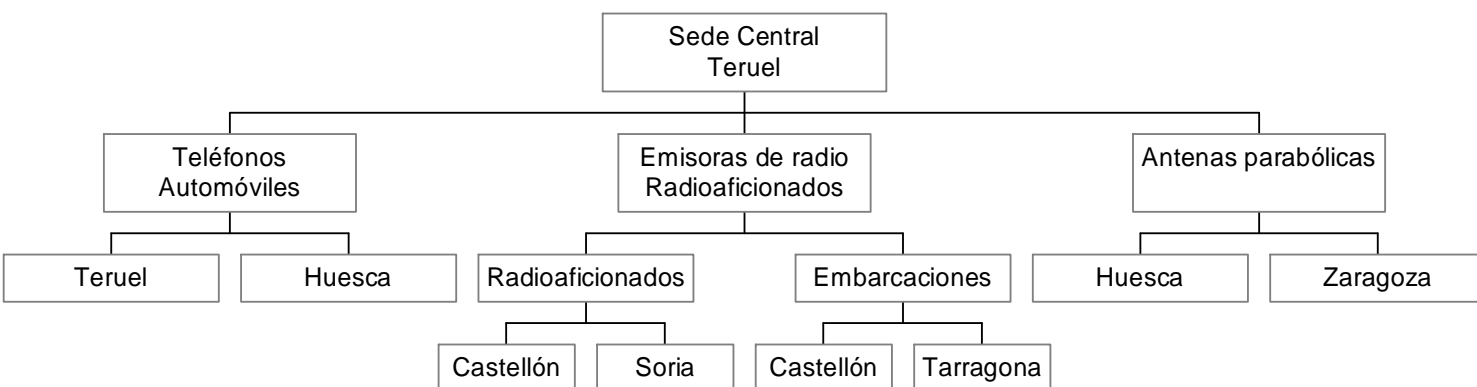 Sede Central
Teruel
Teléfonos
Automóviles
Emisoras de radio
Radioaficionados
Antenas parabólicas
Teruel
Huesca
Radioaficionados
Embarcaciones
Huesca
Zaragoza
Castellón
Soria
Castellón
Tarragona